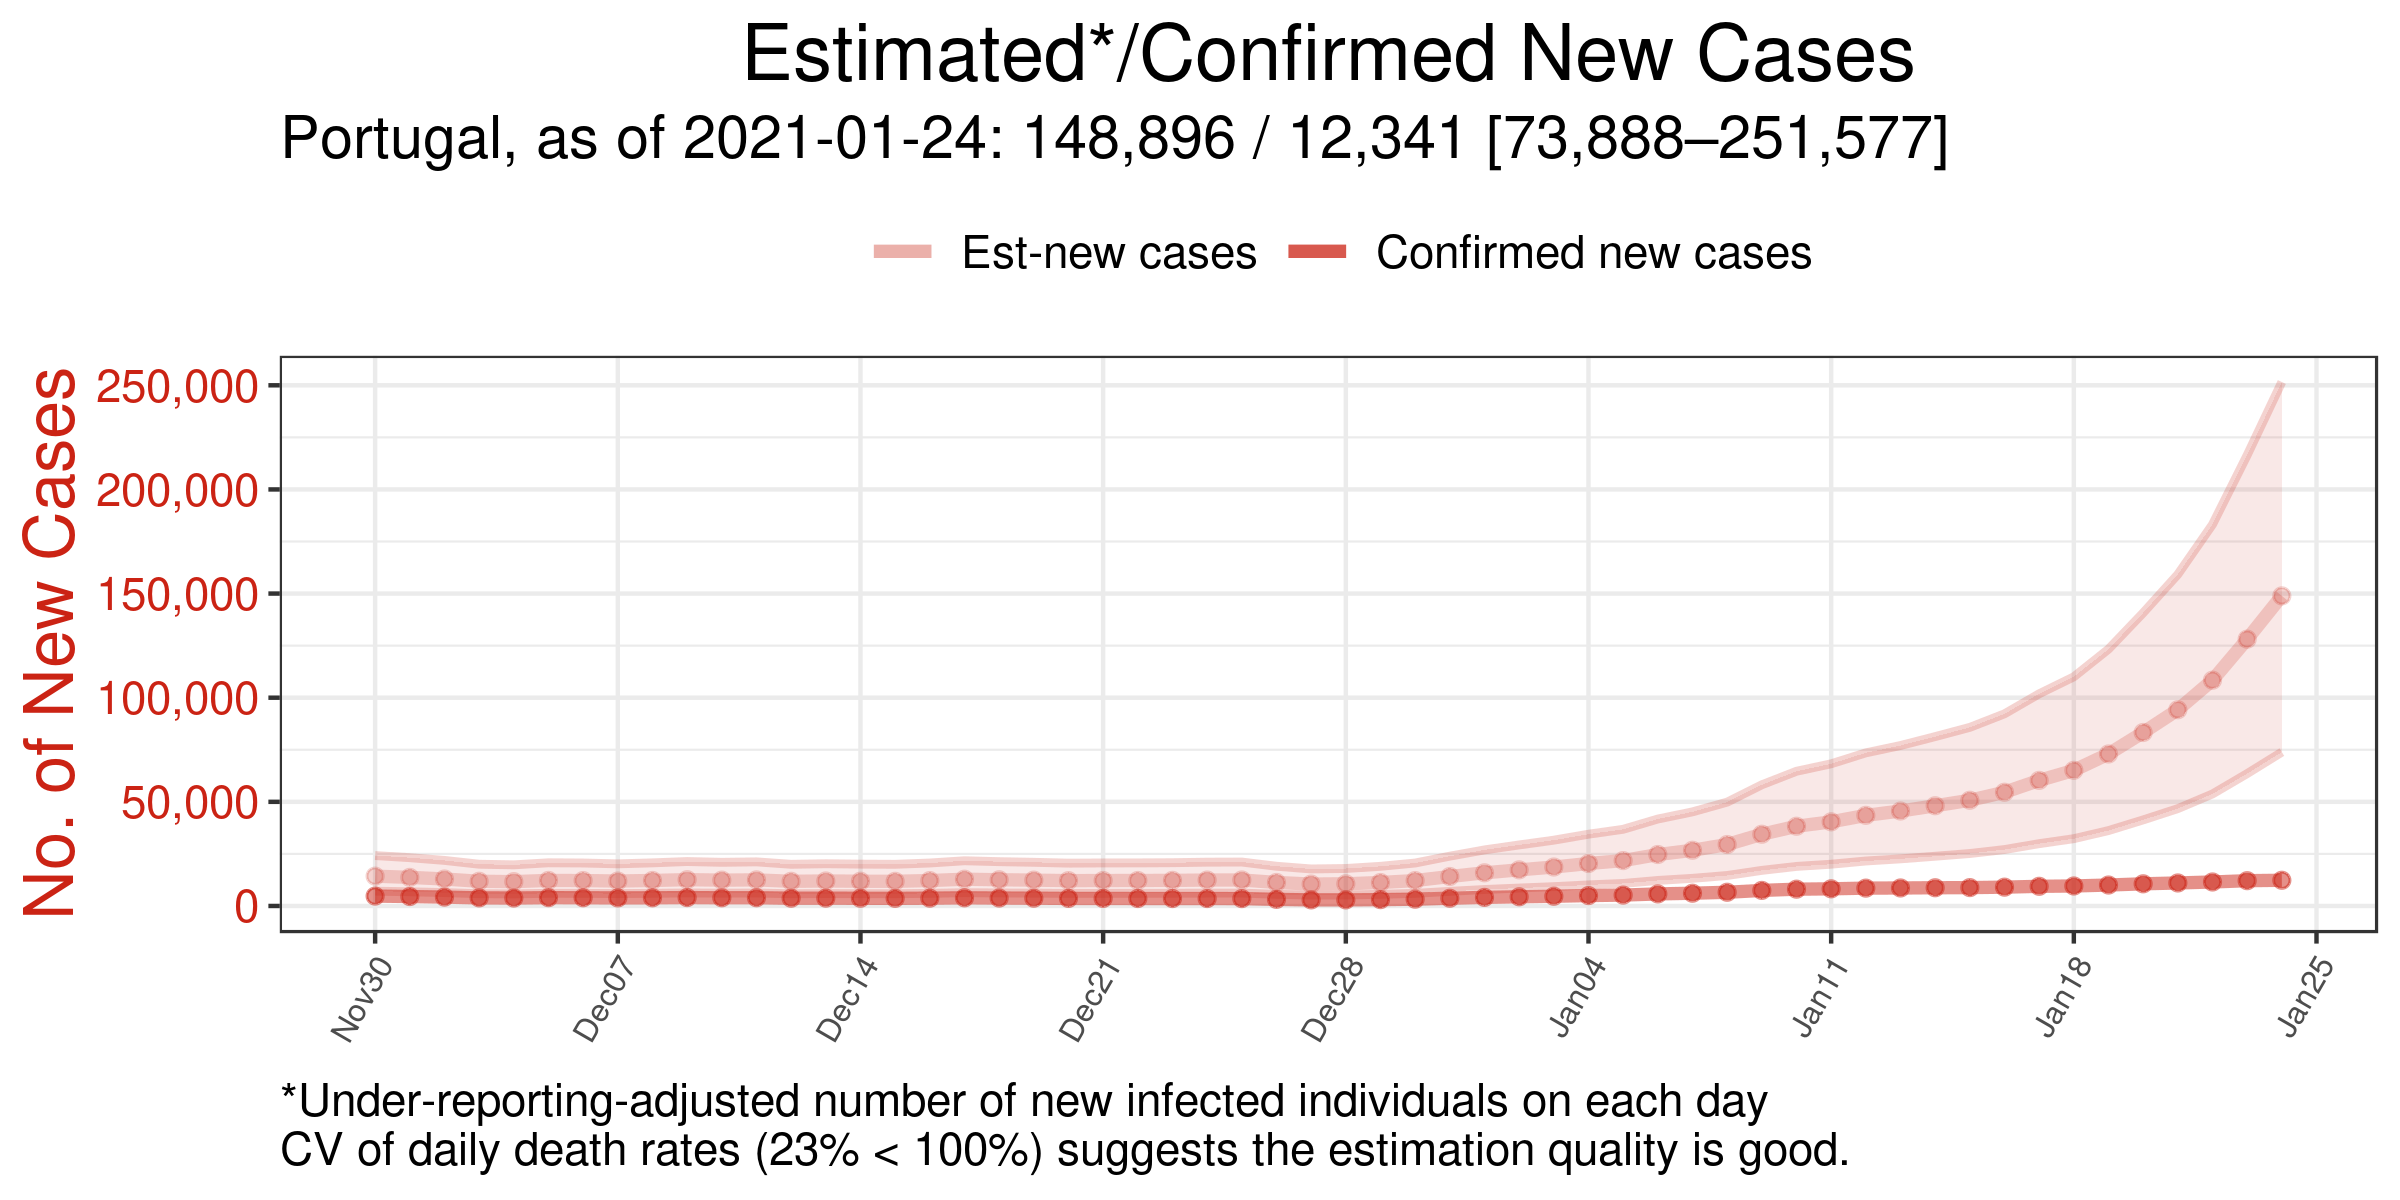 Estimated*/Confirmed New Cases
Portugal, as of 2021-01-24: 148,896 / 12,341 [73,888–251,577]
Est-new cases Confirmed new cases
No. of New Cases
250,000
200,000
150,000
100,000
50,000
0
Nov30 Dec07 Dec14 Dec21 Dec28 Jan04 Jan11 Jan18 Jan25
*Under-reporting-adjusted number of new infected individuals on each day
CV of daily death rates (23% < 100%) suggests the estimation quality is good.